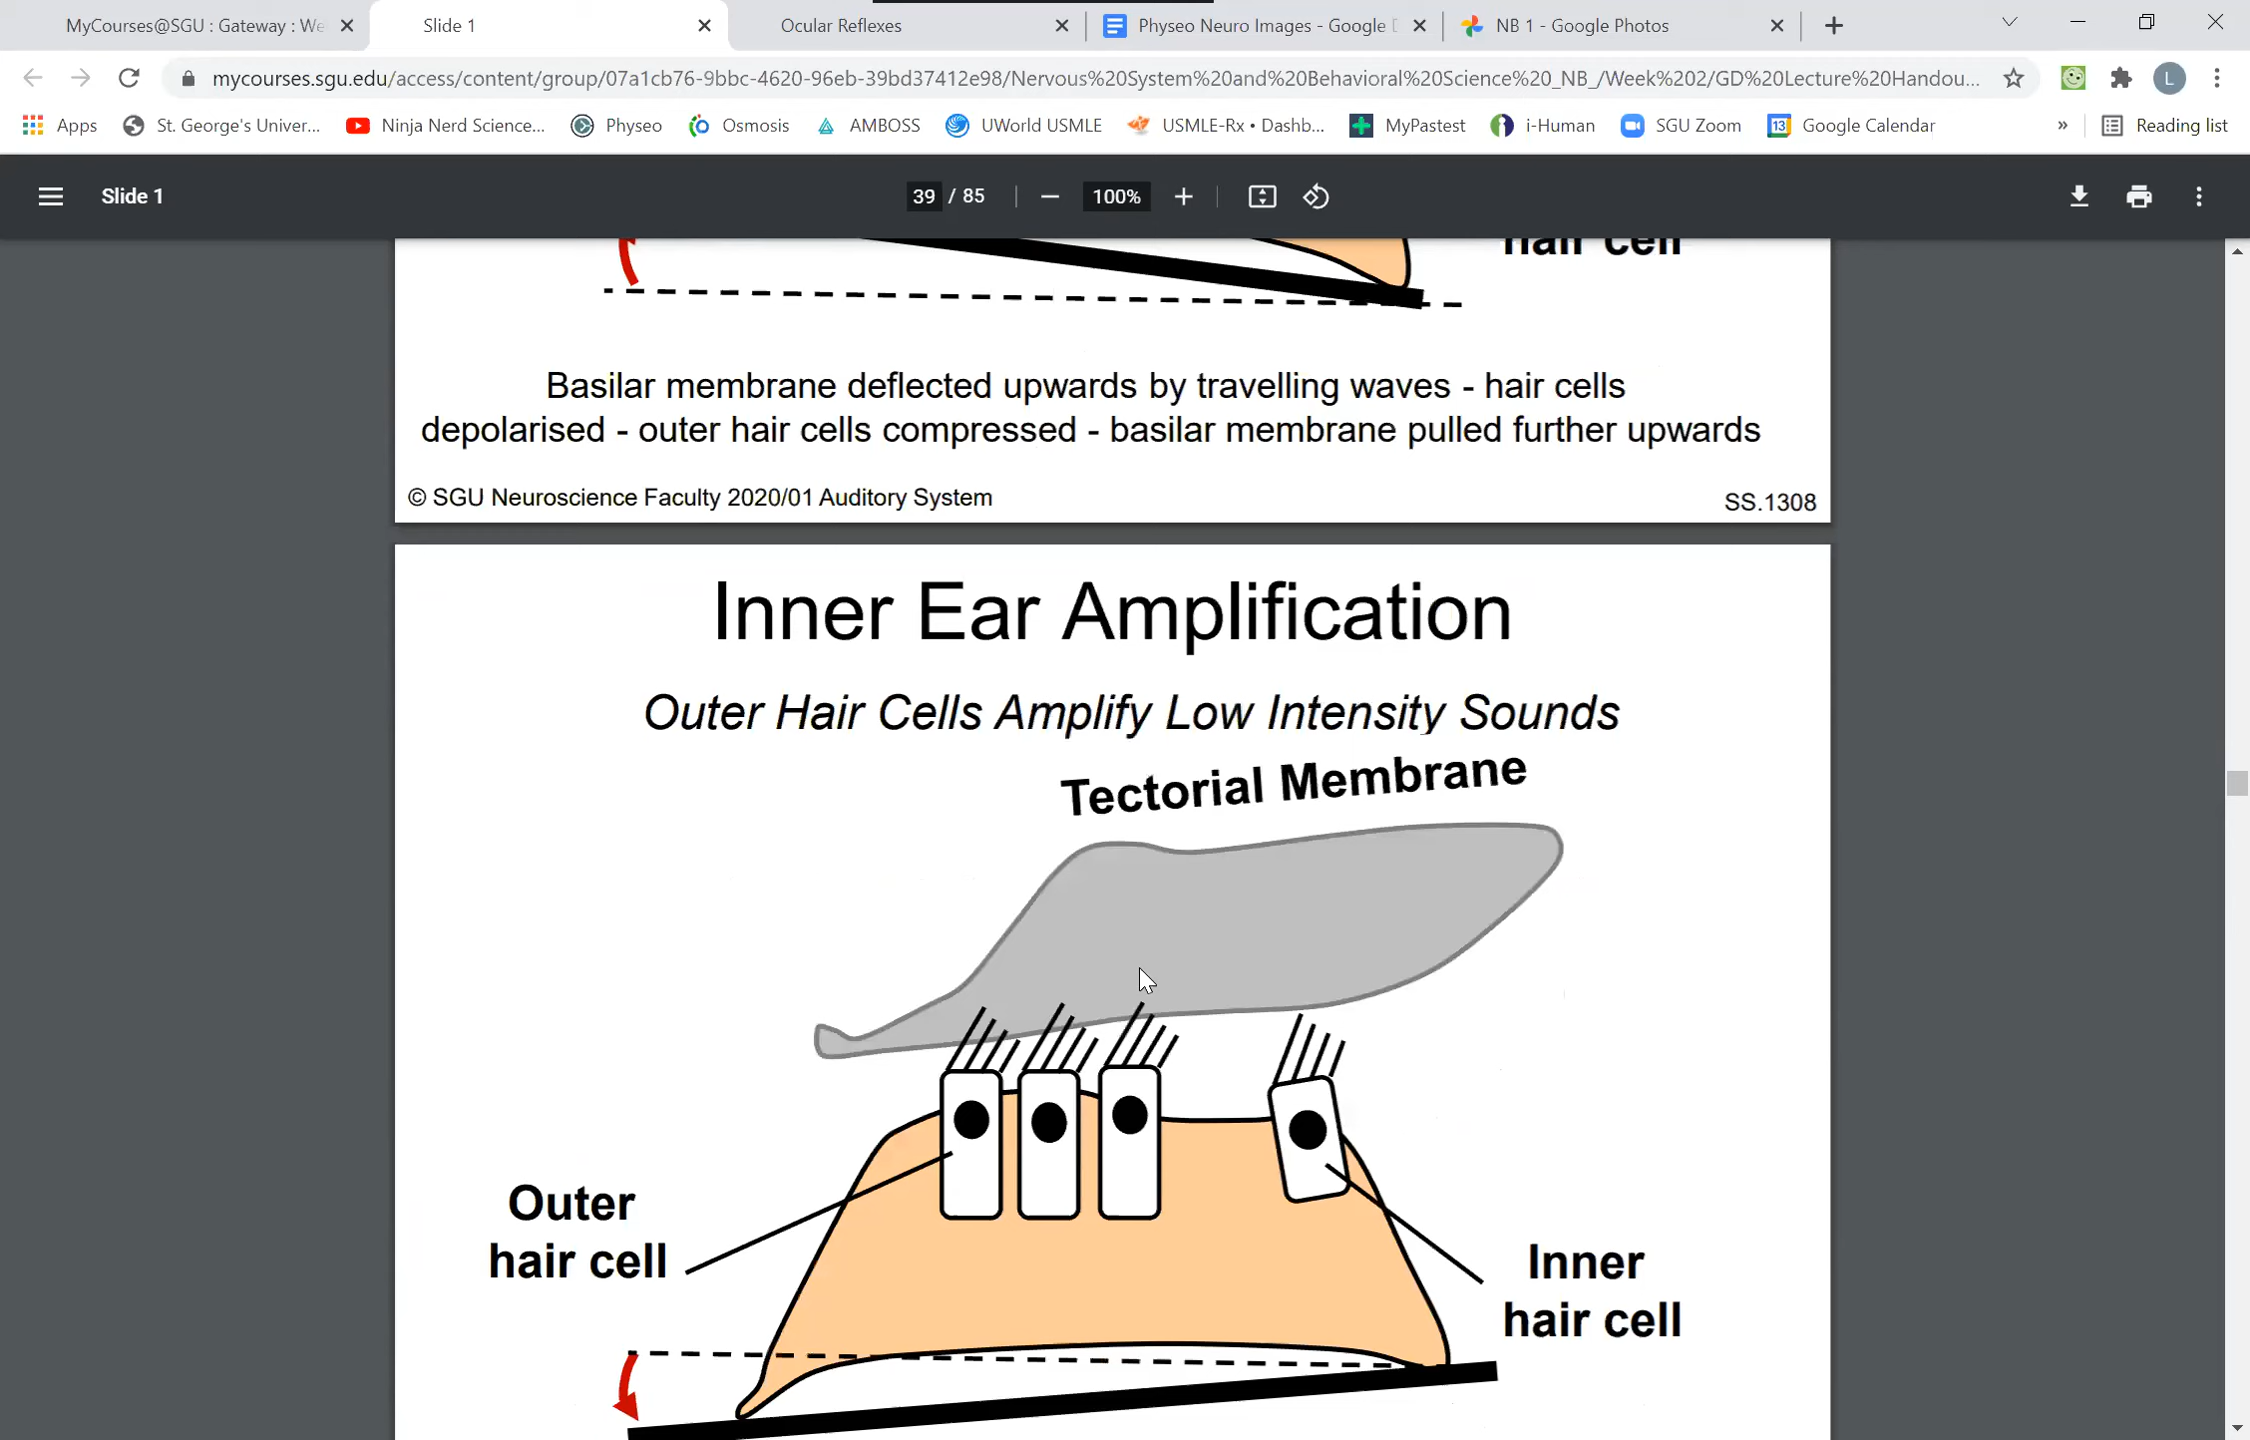 MyCourses@SGU : Gateway : We
Slide 1
Ocular Reflexes
Physeo Neuro Images - Google D
NB 1 - Google Photos
mycourses.sgu.edu/access/content/group/07a1cb76-9bbc-4620-96eb-39bd37412e98/Nervous%20System%20and%20Behavioral%20Science%20_NB_/Week%202/GD%20Lecture%20Handou...
L
Apps
St. George's Univer...
Ninja Nerd Science...
Physeo
Osmosis
AMBOSS
UWorld USMLE
USMLE-Rx • Dashb...
MyPastest
i-Human
SGU Zoom
13
Google Calendar
»
Reading list
Slide 1
39 / 85
100%
hair cell
Basilar membrane deflected upwards by travelling waves - hair cells
depolarised - outer hair cells compressed - basilar membrane pulled further upwards
© SGU Neuroscience Faculty 2020/01 Auditory System
SS.1308
Inner Ear Amplification
Outer Hair Cells Amplify Low Intensity Sounds
Tectorial Membrane
Outer
hair cell
Inner
hair cell